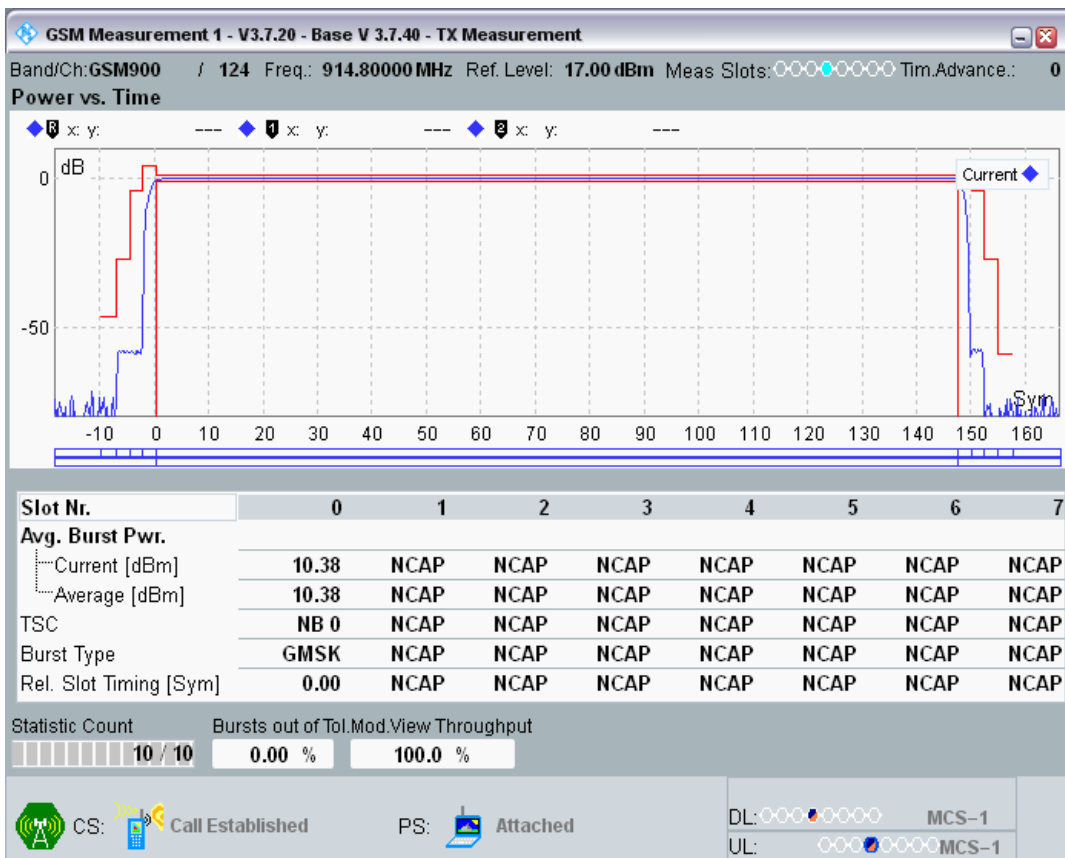 GSM Measurement 1 - V3.7.20 - Base V 3.7.40 - TX Measurement
Band/Ch:GSM900 / 124 Freq.: 914.80000 MHz Ref. Level: 17.00 dBm Meas Slots: Tim.Advance.: 0
Power vs. Time
R x: y: --- 1 x: y: --- 2 x: y: ---
dB
Current
0
-50
Sym
-10 0 10 20 30 40 50 60 70 80 90 100 110 120 130 140 150 160
Slot Nr. 0 1 2 3 4 5 6 7
Avg. Burst Pwr.
Current [dBm] 10.38 NCAP NCAP NCAP NCAP NCAP NCAP NCAP
Average [dBm] 10.38 NCAP NCAP NCAP NCAP NCAP NCAP NCAP
TSC NB 0 NCAP NCAP NCAP NCAP NCAP NCAP NCAP
Burst Type GMSK NCAP NCAP NCAP NCAP NCAP NCAP NCAP
Rel. Slot Timing [Sym] 0.00 NCAP NCAP NCAP NCAP NCAP NCAP NCAP
Statistic Count Bursts out of Tol. Mod.View Throughput
10 / 10 0.00 % 100.0 %
CS: Call Established PS: Attached
DL: MCS-1
UL: MCS-1